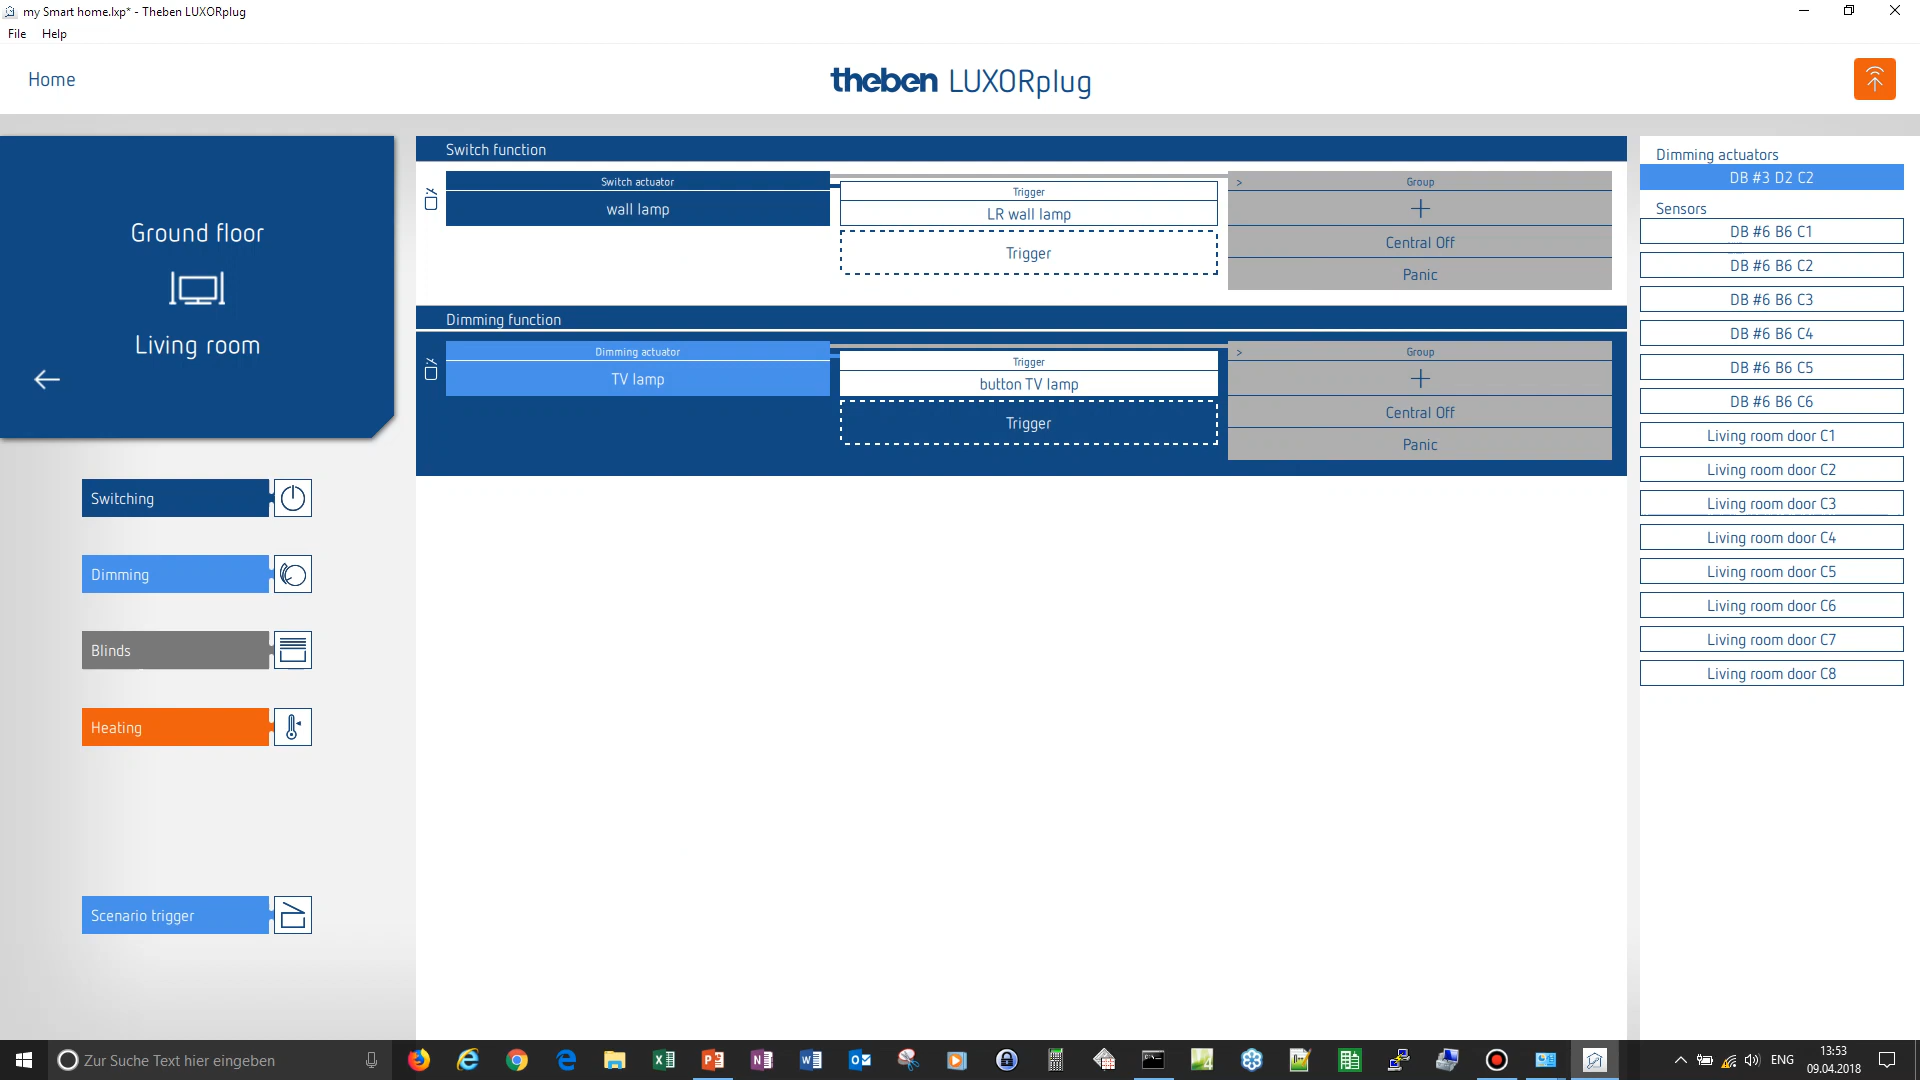 my Smart home.lxp* - Theben LUXORplug
File Help
Home
theben LUXORplug
Ground floor
Living room
Switching
Dimming
Blinds
Heating
Scenario trigger
Switch function
Switch actuator
wall lamp
Trigger
LR wall lamp
Trigger
> Group
+
Central Off
Panic
Dimming function
Dimming actuator
TV lamp
Trigger
button TV lamp
Trigger
> Group
+
Central Off
Panic
Dimming actuators
DB #3 D2 C2
Sensors
DB #6 B6 C1
DB #6 B6 C2
DB #6 B6 C3
DB #6 B6 C4
DB #6 B6 C5
DB #6 B6 C6
Living room door C1
Living room door C2
Living room door C3
Living room door C4
Living room door C5
Living room door C6
Living room door C7
Living room door C8
Zur Suche Text hier eingeben
ENG
13:53
09.04.2018